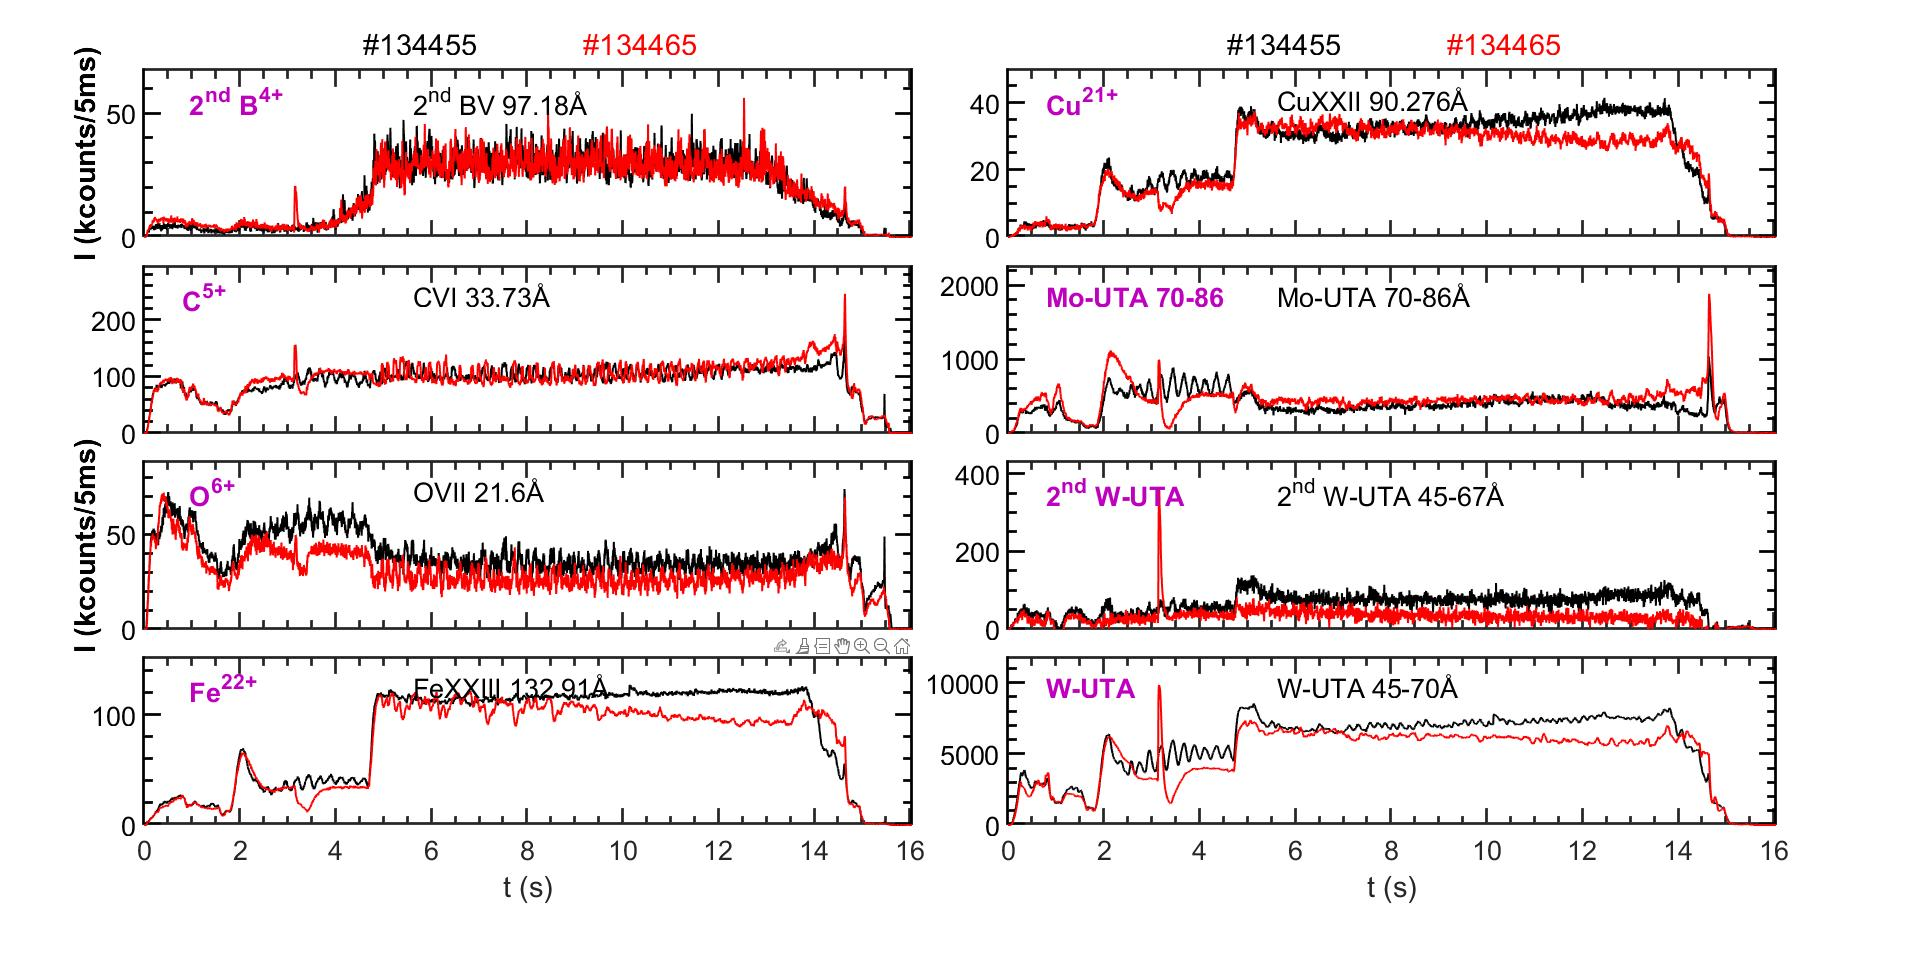 #134455 #134465
I (kcounts/5ms)
2nd B4+ 2nd BV 97.18Å
50
0
C5+ CVI 33.73Å
200
100
0
I (kcounts/5ms)
O6+ OVII 21.6Å
50
0
Fe22+ FeXXIII 132.91Å
100
0
0 2 4 6 8 10 12 14 16
t (s)
#134455 #134465
Cu21+ CuXXII 90.276Å
40
20
0
Mo-UTA 70-86 Mo-UTA 70-86Å
2000
1000
0
2nd W-UTA 2nd W-UTA 45-67Å
400
200
0
W-UTA W-UTA 45-70Å
10000
5000
0
0 2 4 6 8 10 12 14 16
t (s)